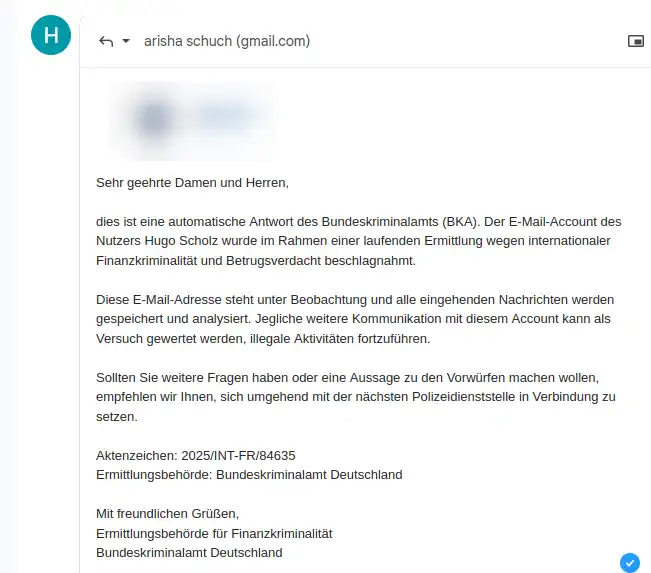 H
arisha schuch (gmail.com)
Sehr geehrte Damen und Herren,
dies ist eine automatische Antwort des Bundeskriminalamts (BKA). Der E-Mail-Account des
Nutzers Hugo Scholz wurde im Rahmen einer laufenden Ermittlung wegen internationaler
Finanzkriminalität und Betrugsverdacht beschlagnahmt.
Diese E-Mail-Adresse steht unter Beobachtung und alle eingehenden Nachrichten werden
gespeichert und analysiert. Jegliche weitere Kommunikation mit diesem Account kann als
Versuch gewertet werden, illegale Aktivitäten fortzuführen.
Sollten Sie weitere Fragen haben oder eine Aussage zu den Vorwürfen machen wollen,
empfehlen wir Ihnen, sich umgehend mit der nächsten Polizeidienststelle in Verbindung zu
setzen.
Aktenzeichen: 2025/INT-FR/84635
Ermittlungsbehörde: Bundeskriminalamt Deutschland
Mit freundlichen Grüßen,
Ermittlungsbehörde für Finanzkriminalität
Bundeskriminalamt Deutschland